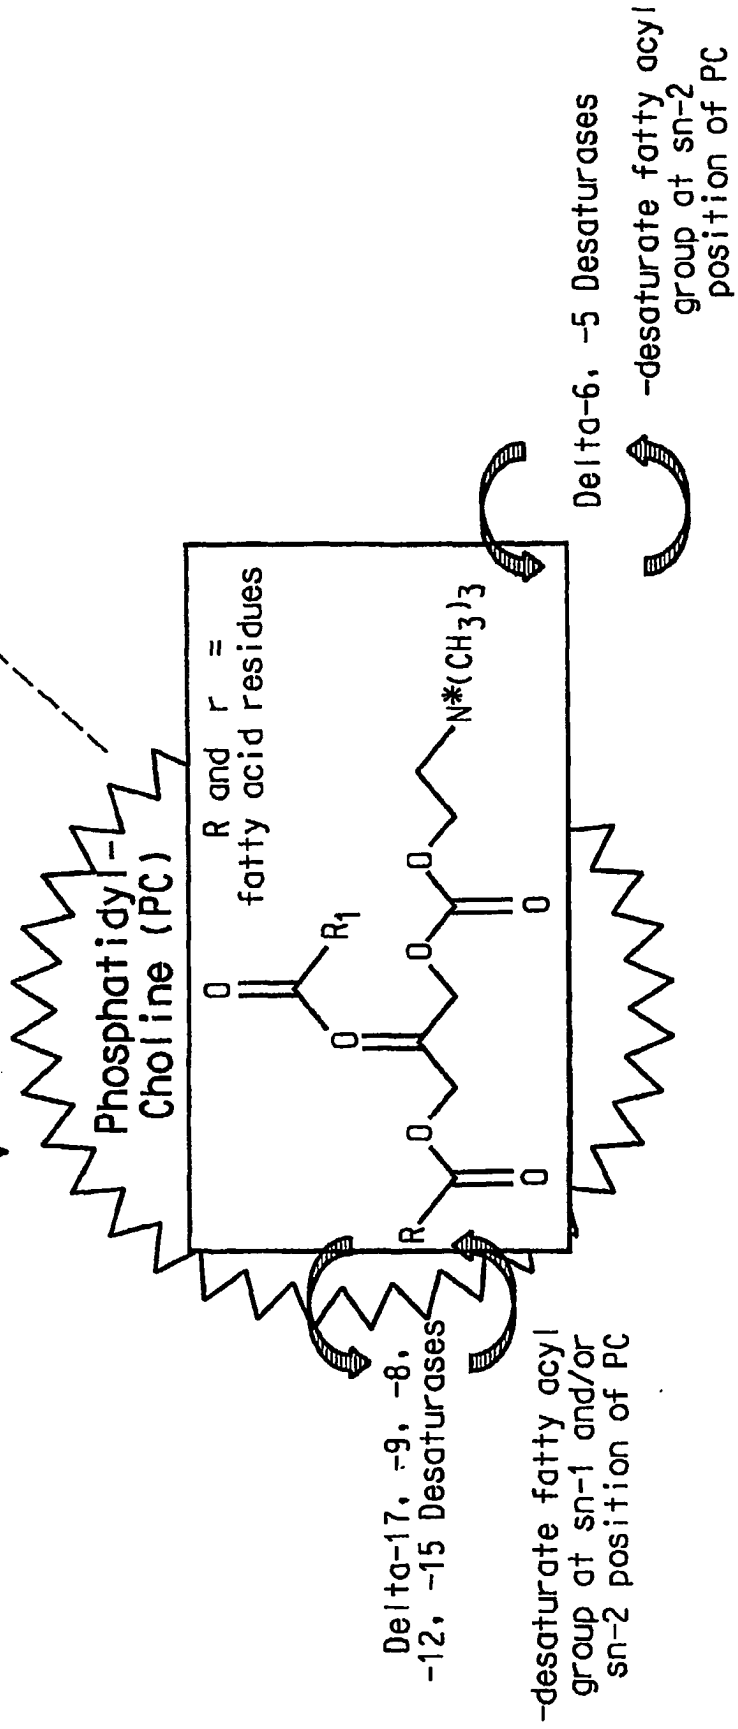 Phosphatidyl-
Choline (PC)
R and r =
fatty acid residues
O
R1
O
R
O
O
O
O
O
N*(CH3)3
Delta-17, -9, -8,
-12, -15 Desaturases
-desaturate fatty acyl
group at sn-1 and/or
sn-2 position of PC
Delta-6, -5 Desaturases
-desaturate fatty acyl
group at sn-2
position of PC